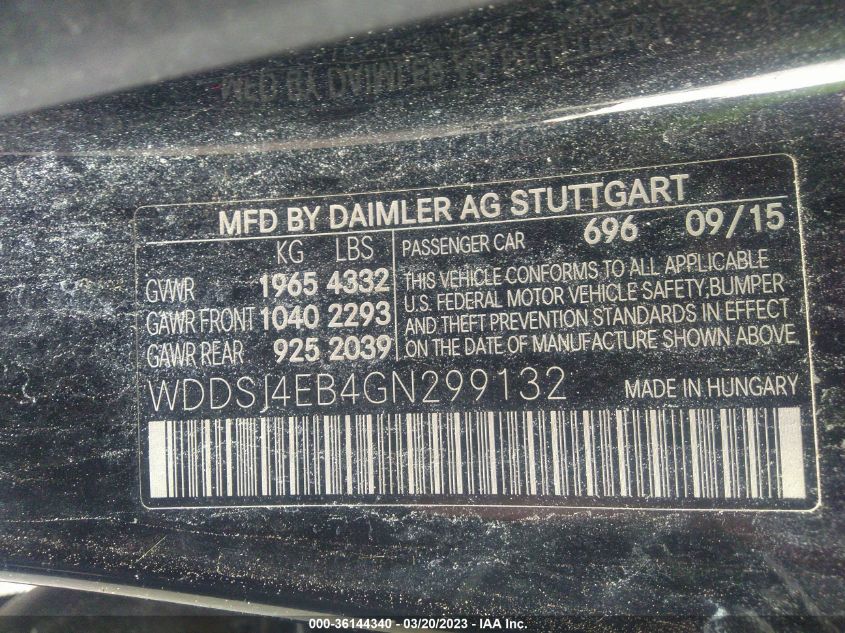 MFD BY DAIMLER AG STUTTGART
KG LBS
GVWR 1965 4332
GAWR FRONT 1040 2293
GAWR REAR 925 2039
PASSENGER CAR 696 09/15
THIS VEHICLE CONFORMS TO ALL APPLICABLE
U.S. FEDERAL MOTOR VEHICLE SAFETY, BUMPER
AND THEFT PREVENTION STANDARDS IN EFFECT
ON THE DATE OF MANUFACTURE SHOWN ABOVE
WDDSJ4EB4GN299132 MADE IN HUNGARY
000-36144340 - 03/20/2023 - IAA Inc.